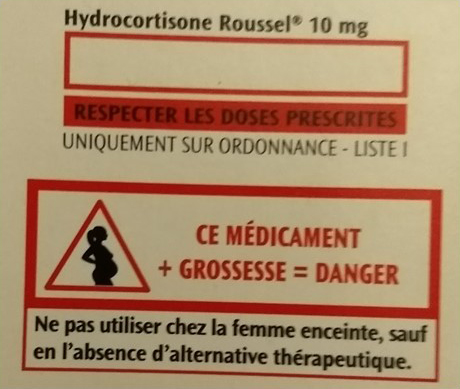 Hydrocortisone Roussel® 10 mg
RESPECTER LES DOSES PRESCRITES
UNIQUEMENT SUR ORDONNANCE - LISTE I
CE MÉDICAMENT
+ GROSSESSE = DANGER
Ne pas utiliser chez la femme enceinte, sauf
en l'absence d'alternative thérapeutique.